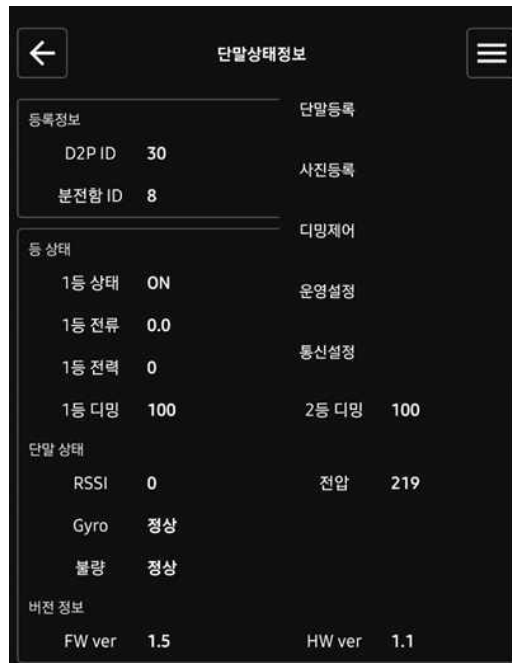 단말상태정보
단말등록
사진등록
디밍제어
운영설정
통신설정
등록정보
D2P ID 30
분전함 ID 8
등 상태
1등 상태 ON
1등 전류 0.0
1등 전력 0
1등 디밍 100 2등 디밍 100
단말 상태
RSSI 0 전압 219
Gyro 정상
불량 정상
버전 정보
FW ver 1.5 HW ver 1.1